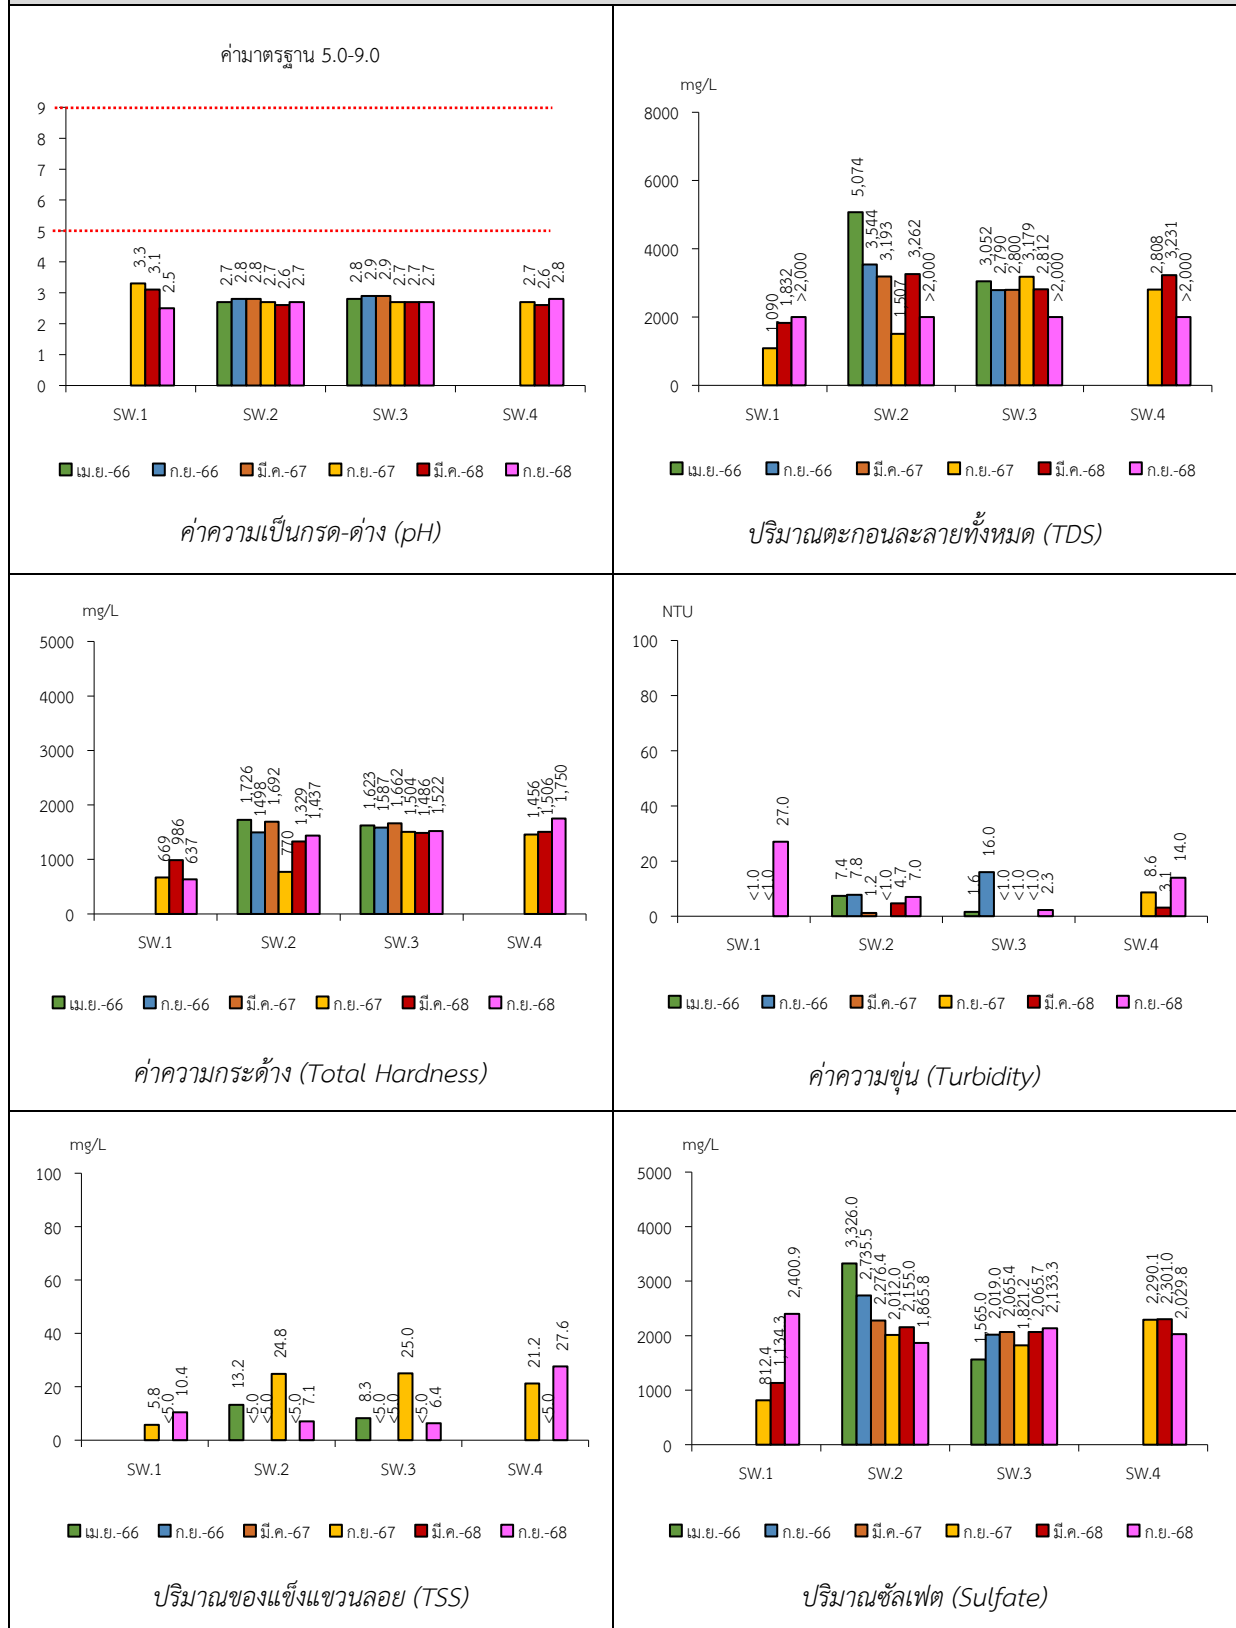 ค่ามาตรฐาน 5.0-9.0
9
8
7
6
5
4
3
2
1
0
3.3 3.1 2.5
2.7 2.8 2.8 2.7 2.6 2.7
2.8 2.9 2.9 2.7 2.7 2.7
2.7 2.6 2.8
SW.1 SW.2 SW.3 SW.4
เม.ย.-66 ก.ย.-66 มี.ค.-67 ก.ย.-67 มี.ค.-68 ก.ย.-68
ค่าความเป็นกรด-ด่าง (pH)
mg/L
8000
6000
4000
2000
0
1,090 1,832 >2,000
5,074 3,544 3,193 1,507 3,262 >2,000
3,052 2,790 2,800 3,179 2,812 >2,000
2,808 3,231 >2,000
SW.1 SW.2 SW.3 SW.4
เม.ย.-66 ก.ย.-66 มี.ค.-67 ก.ย.-67 มี.ค.-68 ก.ย.-68
ปริมาณตะกอนละลายทั้งหมด (TDS)
mg/L
5000
4000
3000
2000
1000
0
669 986 637
1,726 1498 1,692 770 1,329 1,437
1,623 1587 1,662 1,504 1,486 1,522
1,456 1,506 1,750
SW.1 SW.2 SW.3 SW.4
เม.ย.-66 ก.ย.-66 มี.ค.-67 ก.ย.-67 มี.ค.-68 ก.ย.-68
ค่าความกระด้าง (Total Hardness)
NTU
100
80
60
40
20
0
<1.0 <1.0 27.0
7.4 7.8 1.2 <1.0 4.7 7.0
1.6 16.0 <1.0 <1.0 <1.0 2.3
8.6 3.1 14.0
SW.1 SW.2 SW.3 SW.4
เม.ย.-66 ก.ย.-66 มี.ค.-67 ก.ย.-67 มี.ค.-68 ก.ย.-68
ค่าความขุ่น (Turbidity)
mg/L
100
80
60
40
20
0
5.8 <5.0 10.4
13.2 <5.0 <5.0 24.8 <5.0 7.1
8.3 <5.0 <5.0 25.0 <5.0 6.4
21.2 <5.0 27.6
SW.1 SW.2 SW.3 SW.4
เม.ย.-66 ก.ย.-66 มี.ค.-67 ก.ย.-67 มี.ค.-68 ก.ย.-68
ปริมาณของแข็งแขวนลอย (TSS)
mg/L
5000
4000
3000
2000
1000
0
812.4 1,134.3 2,400.9
3,326.0 2,735.5 2,276.4 2,012.0 2,155.0 1,865.8
1,565.0 2,019.0 2,065.4 1,821.2 2,065.7 2,133.3
2,290.1 2,301.0 2,029.8
SW.1 SW.2 SW.3 SW.4
เม.ย.-66 ก.ย.-66 มี.ค.-67 ก.ย.-67 มี.ค.-68 ก.ย.-68
ปริมาณซัลเฟต (Sulfate)